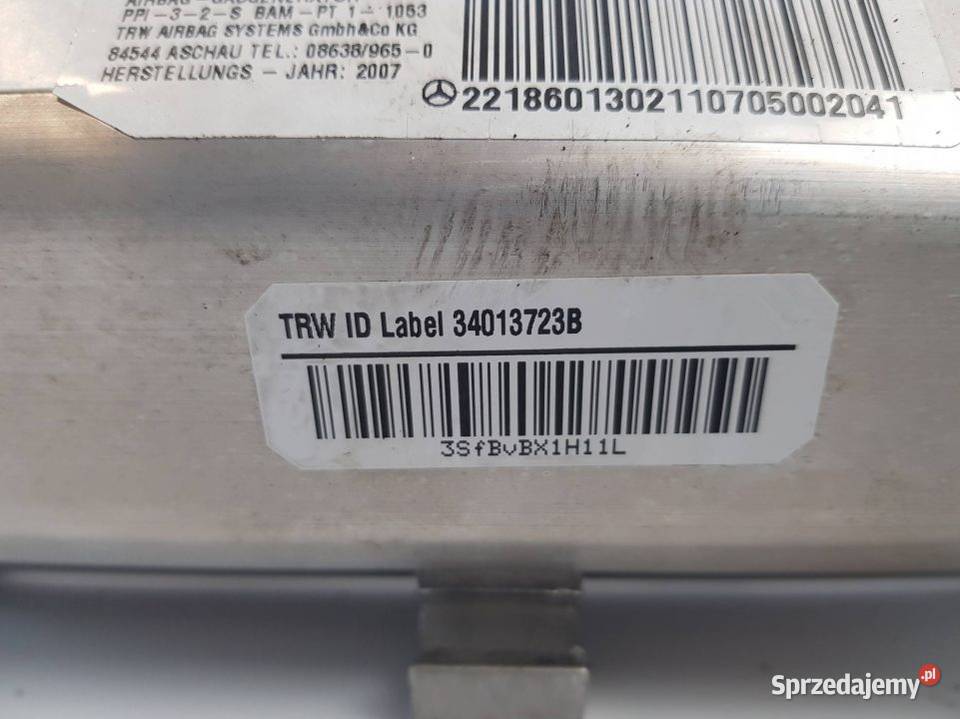 PPI-3-2-S BAM-PT 1-1053
TRW AIRBAG SYSTEMS Gmbh&Co KG
84544 ASCHAU TEL.: 08638/965-0
HERSTELLUNGS - JAHR: 2007
2218601302110705002041
TRW ID Label 34013723B
3SfBvBX1H11L
Sprzedajemy.pl